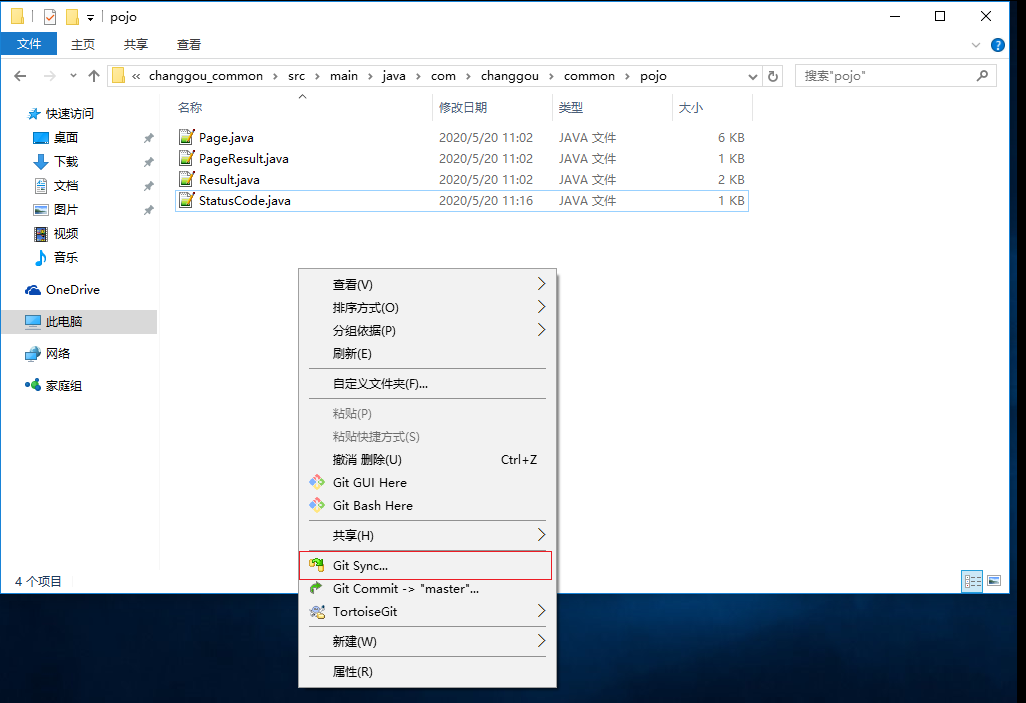 pojo
文件 主页 共享 查看
« changgou_common › src › main › java › com › changgou › common › pojo 搜索"pojo"
名称 修改日期 类型 大小
快速访问
桌面
下载
文档
图片
视频
音乐
OneDrive
此电脑
网络
家庭组
Page.java 2020/5/20 11:02 JAVA 文件 6 KB
PageResult.java 2020/5/20 11:02 JAVA 文件 1 KB
Result.java 2020/5/20 11:02 JAVA 文件 2 KB
StatusCode.java 2020/5/20 11:16 JAVA 文件 1 KB
查看(V)
排序方式(O)
分组依据(P)
刷新(E)
自定义文件夹(F)...
粘贴(P)
粘贴快捷方式(S)
撤消 删除(U) Ctrl+Z
Git GUI Here
Git Bash Here
共享(H)
Git Sync...
Git Commit -> "master"...
TortoiseGit
新建(W)
属性(R)
4 个项目